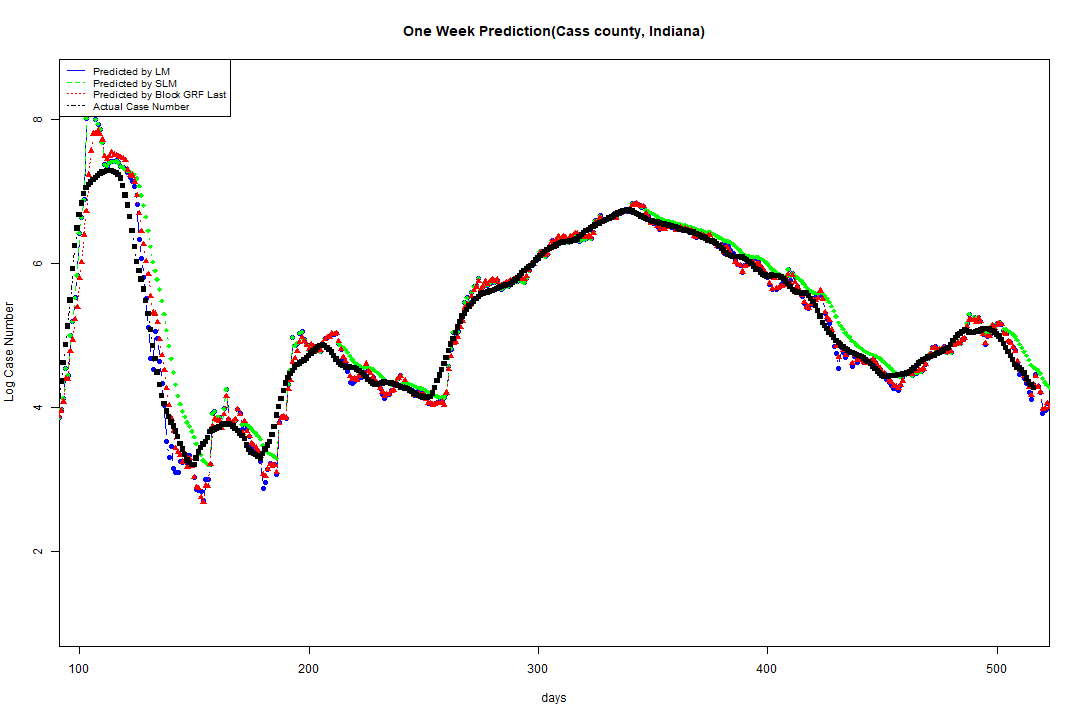 One Week Prediction(Cass county, Indiana)
Predicted by LM
Predicted by SLM
Predicted by Block GRF Last
Actual Case Number
8
6
4
2
Log Case Number
100 200 300 400 500
days